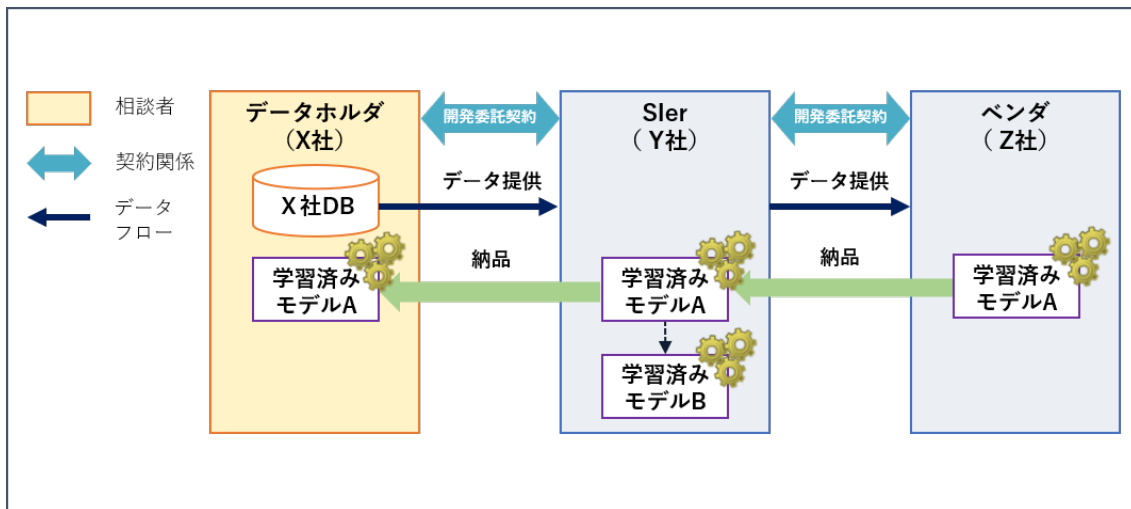 相談者
契約関係
データ
フロー
データホルダ
（X社）
X社DB
学習済み
モデルA
開発委託契約
データ提供
納品
SIer
（ Y社）
学習済み
モデルA
学習済み
モデルB
開発委託契約
データ提供
納品
ベンダ
（ Z社）
学習済み
モデルA